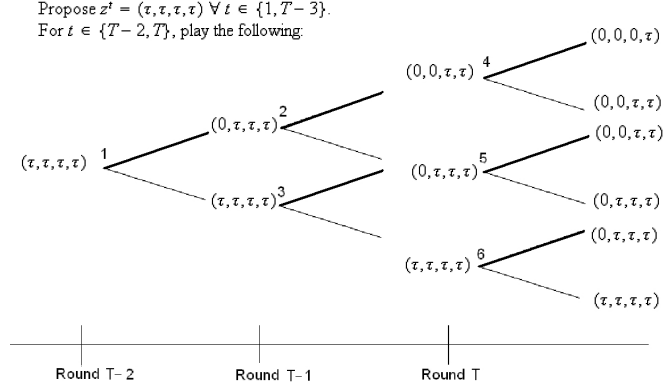 Propose zᵗ = (τ,τ,τ,τ) ∀ t ∈ {1, T − 3}.
For t ∈ {T − 2, T}, play the following:
(0,0,0,τ)
(0,0,τ,τ) 4
(0,0,τ,τ)
(0,τ,τ,τ) 2
(0,0,τ,τ)
(τ,τ,τ,τ) 1
(0,τ,τ,τ) 5
(τ,τ,τ,τ) 3
(0,τ,τ,τ)
(0,τ,τ,τ)
(τ,τ,τ,τ) 6
(τ,τ,τ,τ)
Round T-2 Round T-1 Round T